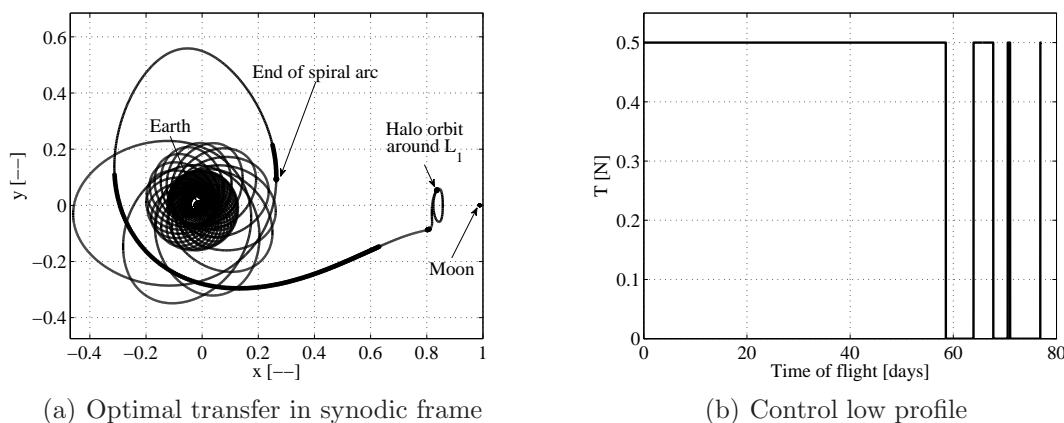 0.6
0.4
0.2
0
−0.2
−0.4
y [−−]
End of spiral arc
Earth
Halo orbit
around L1
Moon
−0.4 −0.2 0 0.2 0.4 0.6 0.8 1
x [−−]
(a) Optimal transfer in synodic frame
0.5
0.4
0.3
0.2
0.1
0
T [N]
0 20 40 60 80
Time of flight [days]
(b) Control low profile